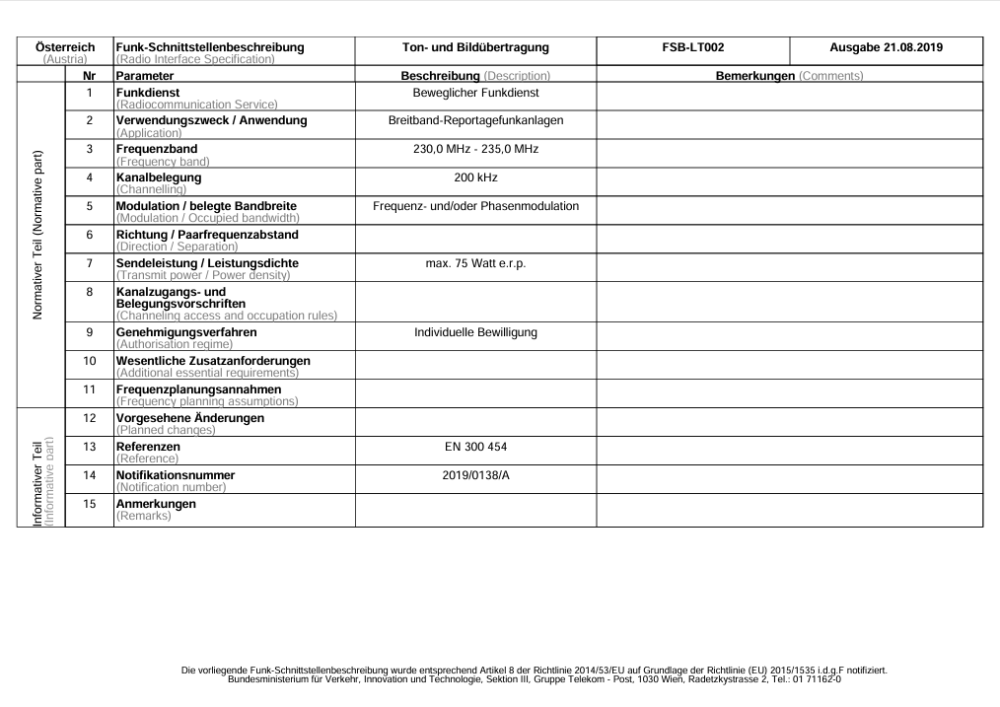 Österreich
(Austria)
Funk-Schnittstellenbeschreibung
(Radio Interface Specification)
Ton- und Bildübertragung
FSB-LT002
Ausgabe 21.08.2019
Nr
Parameter
Beschreibung (Description)
Bemerkungen (Comments)
Normativer Teil (Normative part)
1
Funkdienst
(Radiocommunication Service)
Beweglicher Funkdienst
2
Verwendungszweck / Anwendung
(Application)
Breitband-Reportagefunkanlagen
3
Frequenzband
(Frequency band)
230,0 MHz - 235,0 MHz
4
Kanalbelegung
(Channelling)
200 kHz
5
Modulation / belegte Bandbreite
(Modulation / Occupied bandwidth)
Frequenz- und/oder Phasenmodulation
6
Richtung / Paarfrequenzabstand
(Direction / Separation)
7
Sendeleistung / Leistungsdichte
(Transmit power / Power density)
max. 75 Watt e.r.p.
8
Kanalzugangs- und
Belegungsvorschriften
(Channeling access and occupation rules)
9
Genehmigungsverfahren
(Authorisation regime)
Individuelle Bewilligung
10
Wesentliche Zusatzanforderungen
(Additional essential requirements)
11
Frequenzplanungsannahmen
(Frequency planning assumptions)
Informativer Teil
(Informative part)
12
Vorgesehene Änderungen
(Planned changes)
13
Referenzen
(Reference)
EN 300 454
14
Notifikationsnummer
(Notification number)
2019/0138/A
15
Anmerkungen
(Remarks)
Die vorliegende Funk-Schnittstellenbeschreibung wurde entsprechend Artikel 8 der Richtlinie 2014/53/EU auf Grundlage der Richtlinie (EU) 2015/1535 i.d.g.F notifiziert.
Bundesministerium für Verkehr, Innovation und Technologie, Sektion III, Gruppe Telekom - Post, 1030 Wien, Radetzkystrasse 2, Tel.: 01 71162-0